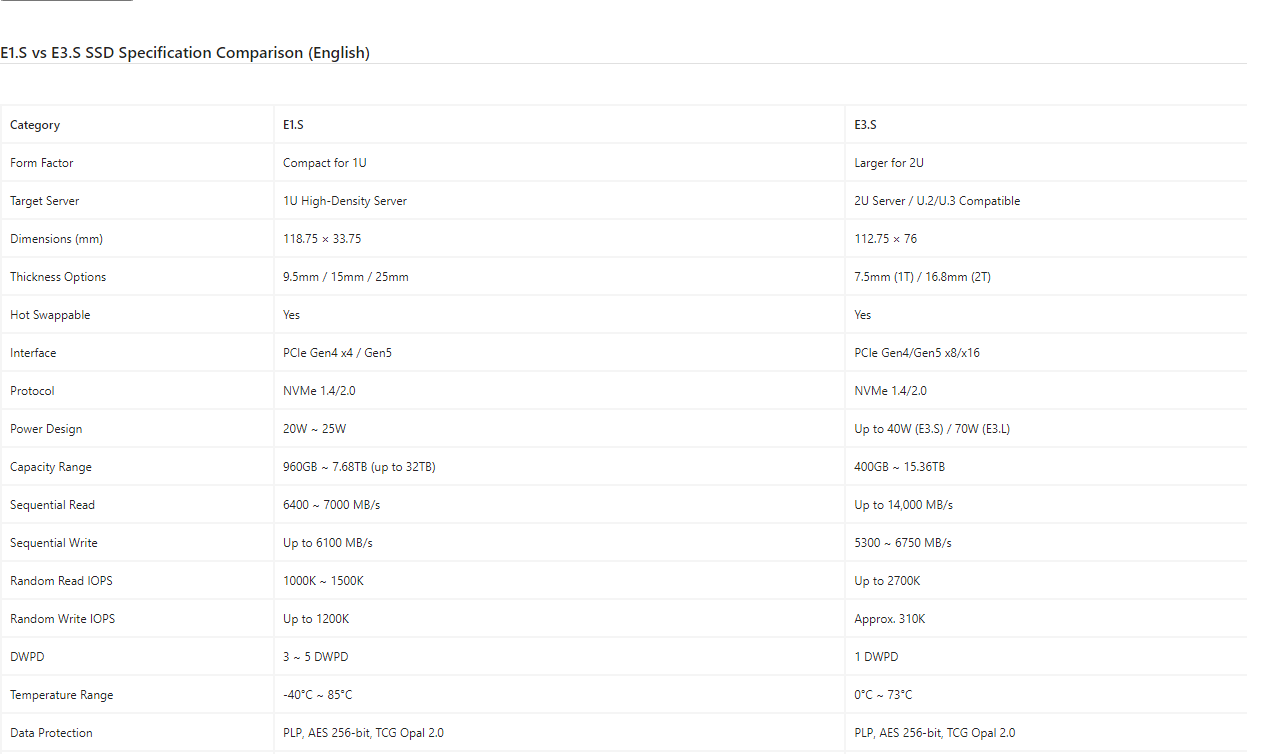 E1.S vs E3.S SSD Specification Comparison (English)
Category E1.S E3.S
Form Factor Compact for 1U Larger for 2U
Target Server 1U High-Density Server 2U Server / U.2/U.3 Compatible
Dimensions (mm) 118.75 × 33.75 112.75 × 76
Thickness Options 9.5mm / 15mm / 25mm 7.5mm (1T) / 16.8mm (2T)
Hot Swappable Yes Yes
Interface PCIe Gen4 x4 / Gen5 PCIe Gen4/Gen5 x8/x16
Protocol NVMe 1.4/2.0 NVMe 1.4/2.0
Power Design 20W ~ 25W Up to 40W (E3.S) / 70W (E3.L)
Capacity Range 960GB ~ 7.68TB (up to 32TB) 400GB ~ 15.36TB
Sequential Read 6400 ~ 7000 MB/s Up to 14,000 MB/s
Sequential Write Up to 6100 MB/s 5300 ~ 6750 MB/s
Random Read IOPS 1000K ~ 1500K Up to 2700K
Random Write IOPS Up to 1200K Approx. 310K
DWPD 3 ~ 5 DWPD 1 DWPD
Temperature Range -40°C ~ 85°C 0°C ~ 73°C
Data Protection PLP, AES 256-bit, TCG Opal 2.0 PLP, AES 256-bit, TCG Opal 2.0